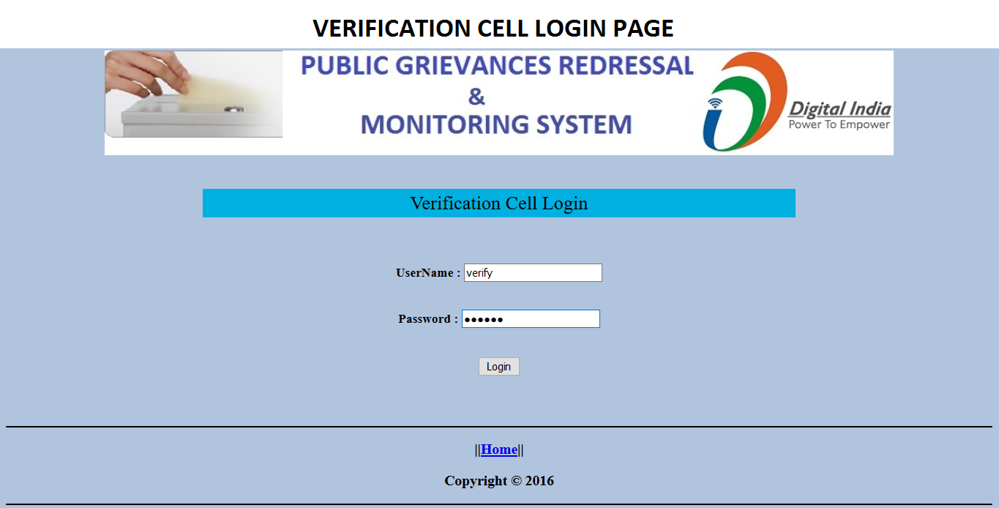 VERIFICATION CELL LOGIN PAGE
PUBLIC GRIEVANCES REDRESSAL
&
MONITORING SYSTEM
Digital India
Power To Empower
Verification Cell Login
UserName : verify
Password : ●●●●●●
Login
||Home||
Copyright © 2016